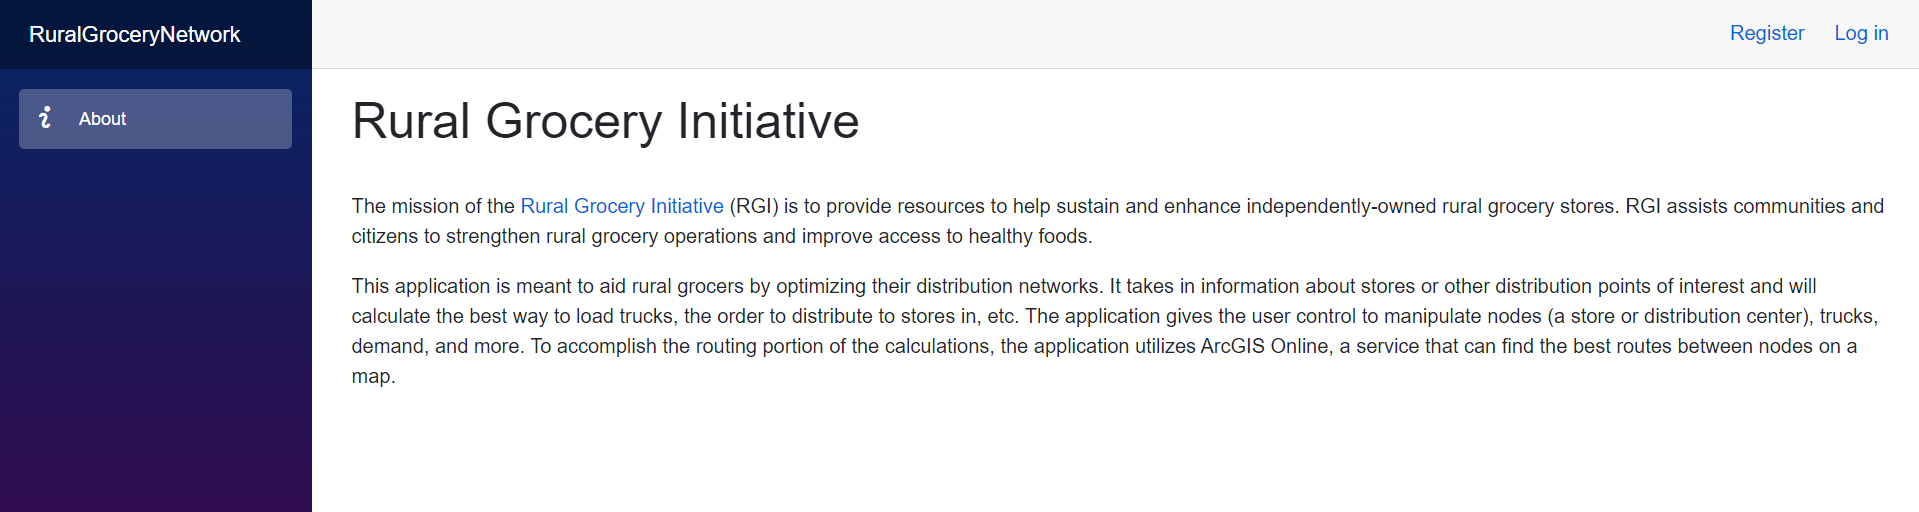 RuralGroceryNetwork
Register
Log in
About
Rural Grocery Initiative
The mission of the Rural Grocery Initiative (RGI) is to provide resources to help sustain and enhance independently-owned rural grocery stores. RGI assists communities and
citizens to strengthen rural grocery operations and improve access to healthy foods.
This application is meant to aid rural grocers by optimizing their distribution networks. It takes in information about stores or other distribution points of interest and will
calculate the best way to load trucks, the order to distribute to stores in, etc. The application gives the user control to manipulate nodes (a store or distribution center), trucks,
demand, and more. To accomplish the routing portion of the calculations, the application utilizes ArcGIS Online, a service that can find the best routes between nodes on a
map.